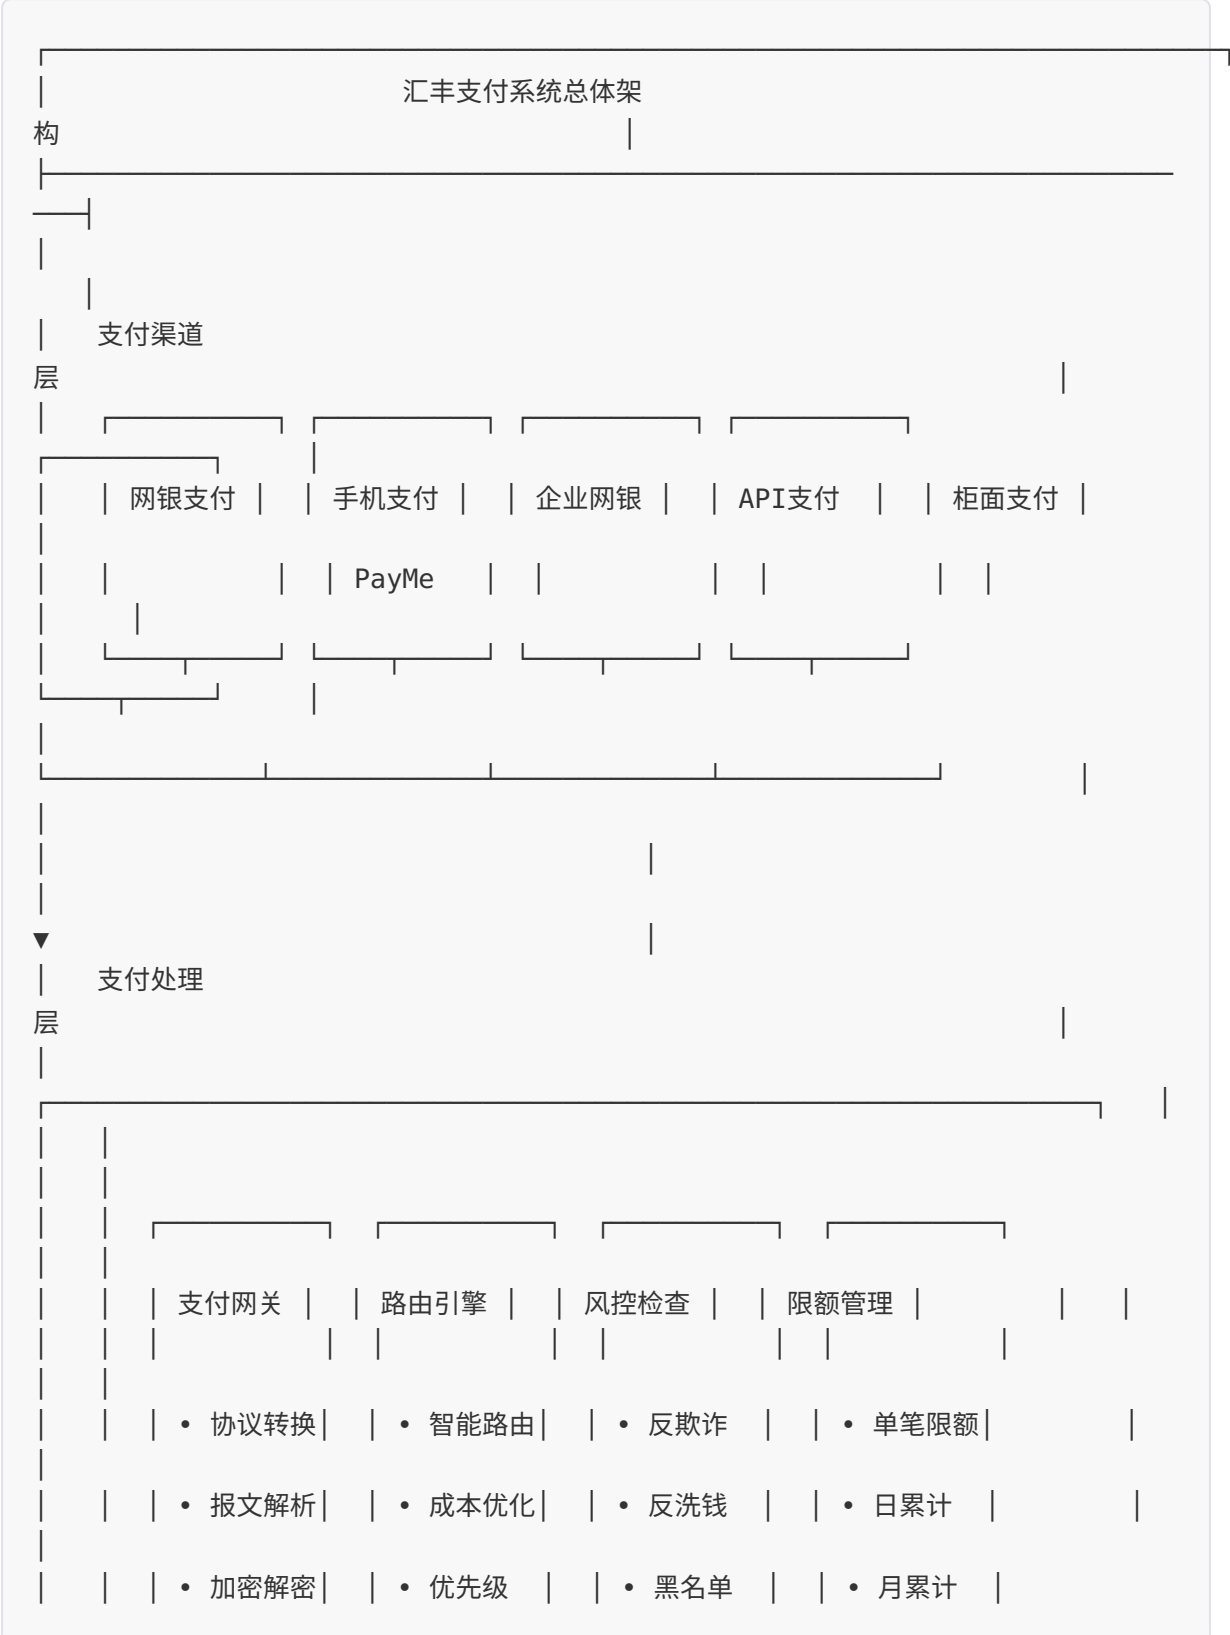 汇丰支付系统总体架
构
支付渠道
层
网银支付 手机支付 企业网银 API支付 柜面支付
PayMe
支付处理
层
支付网关 路由引擎 风控检查 限额管理
• 协议转换 • 智能路由 • 反欺诈 • 单笔限额
• 报文解析 • 成本优化 • 反洗钱 • 日累计
• 加密解密 • 优先级 • 黑名单 • 月累计